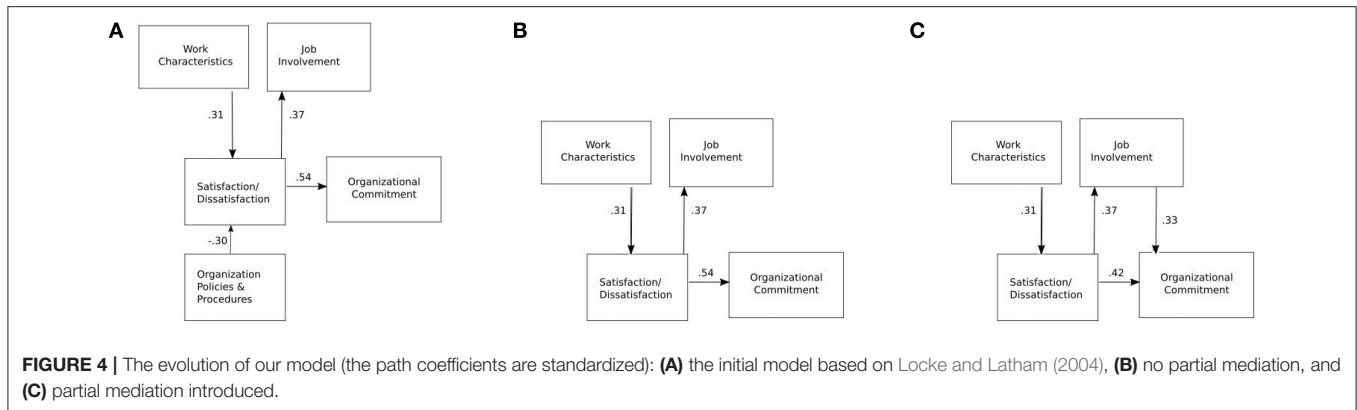 A
Work
Characteristics
Job
Involvement
.31
.37
Satisfaction/
Dissatisfaction
.54
Organizational
Commitment
-.30
Organization
Policies &
Procedures
B
Work
Characteristics
Job
Involvement
.31
.37
Satisfaction/
Dissatisfaction
.54
Organizational
Commitment
C
Work
Characteristics
Job
Involvement
.31
.37
.33
Satisfaction/
Dissatisfaction
.42
Organizational
Commitment
FIGURE 4 | The evolution of our model (the path coefficients are standardized): (A) the initial model based on Locke and Latham (2004), (B) no partial mediation, and
(C) partial mediation introduced.